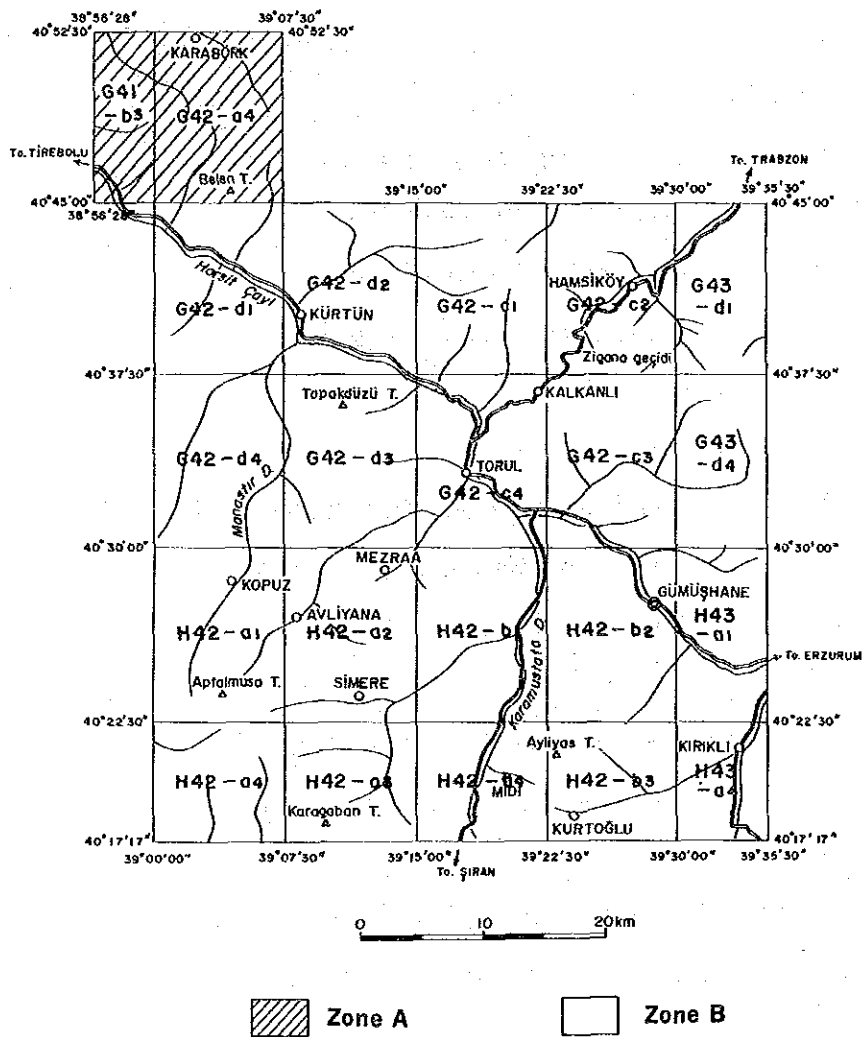 39°56'28" 39°07'30"
40°52'30" 40°52'30"
KARABÖRK
G41
-b3
G42-a4
To. TİREBOLU
Belen T.
To. TRABZON
40°45'00"
38°56'28"
39°15'00" 39°22'30" 39°30'00" 39°35'30"
40°45'00"
Harşit Çayı
G42-d2
HAMSİKÖY
G42-d1
G42-c1
G42-c2
G43
-d1
KÜRTÜN
Zigana geçidi
40°37'30" 40°37'30"
Topakdüzü T.
KALKANLI
G42-d4
G42-d3
G42-c3
G43
-d4
TORUL
G42-c4
Manastır D.
40°30'00" 40°30'00"
MEZRAA
KOPUZ
GÜMÜŞHANE
AVLİYANA
H42-a1
H42-a2
H42-b1
H42-b2
H43
-a1
Karamustafa D.
To. ERZURUM
Aptalmusa T.
SİMERE
40°22'30" 40°22'30"
Ayliyas T.
KIRIKLI
H42-a4
H42-a3
H42-b4
H42-b3
H43
-a4
MİDİ
Karagaban T.
KURTOĞLU
40°17'17" 40°17'17"
39°00'00" 39°07'30" 39°15'00" 39°22'30" 39°30'00" 39°35'30"
To. ŞİRAN
0 10 20km
Zone A
Zone B